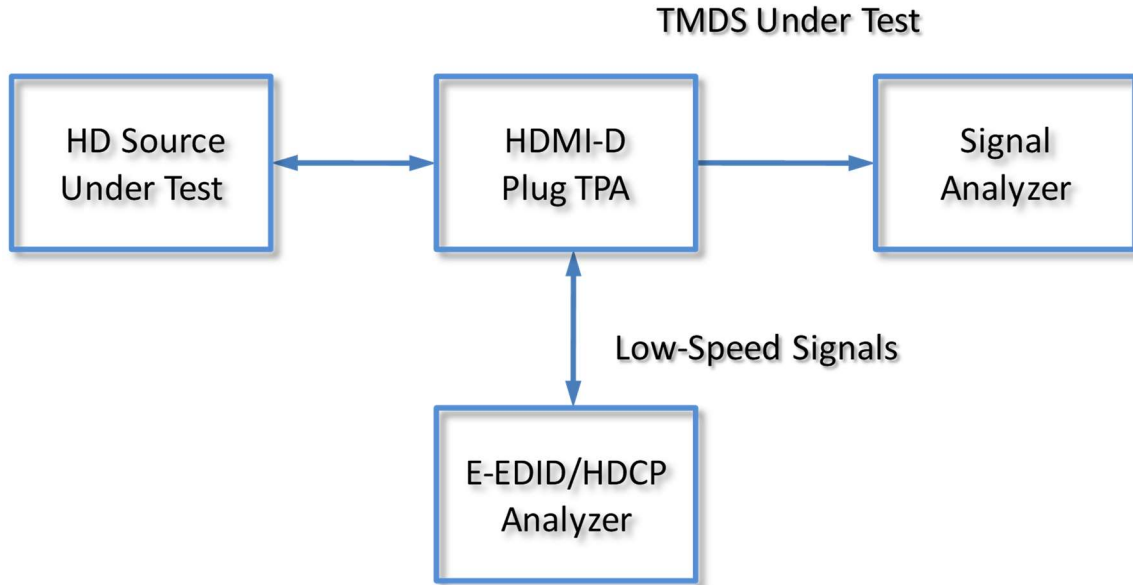 TMDS Under Test
HD Source
Under Test
HDMI-D
Plug TPA
Signal
Analyzer
Low-Speed Signals
E-EDID/HDCP
Analyzer